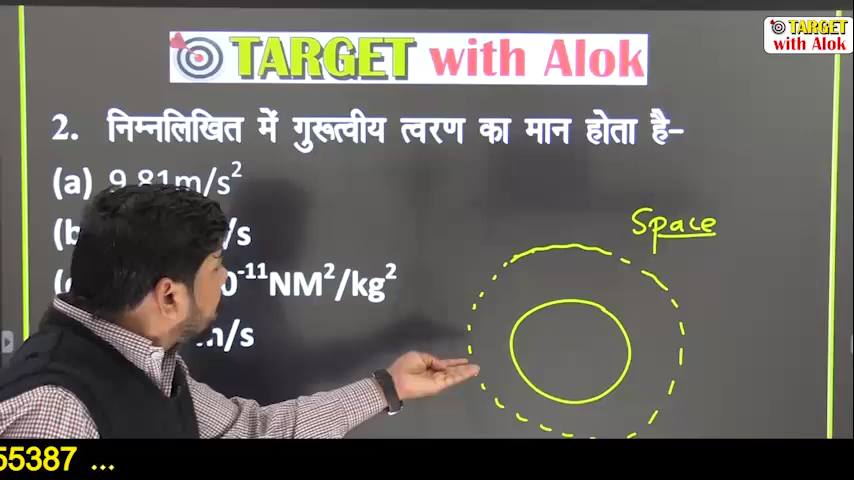 TARGET with Alok
TARGET
with Alok
2. निम्नलिखित में गुरूत्वीय त्वरण का मान होता है-
(a) 9.81m/s²
(b /s
⁻¹¹NM²/kg²
m/s
Space
55387 ...